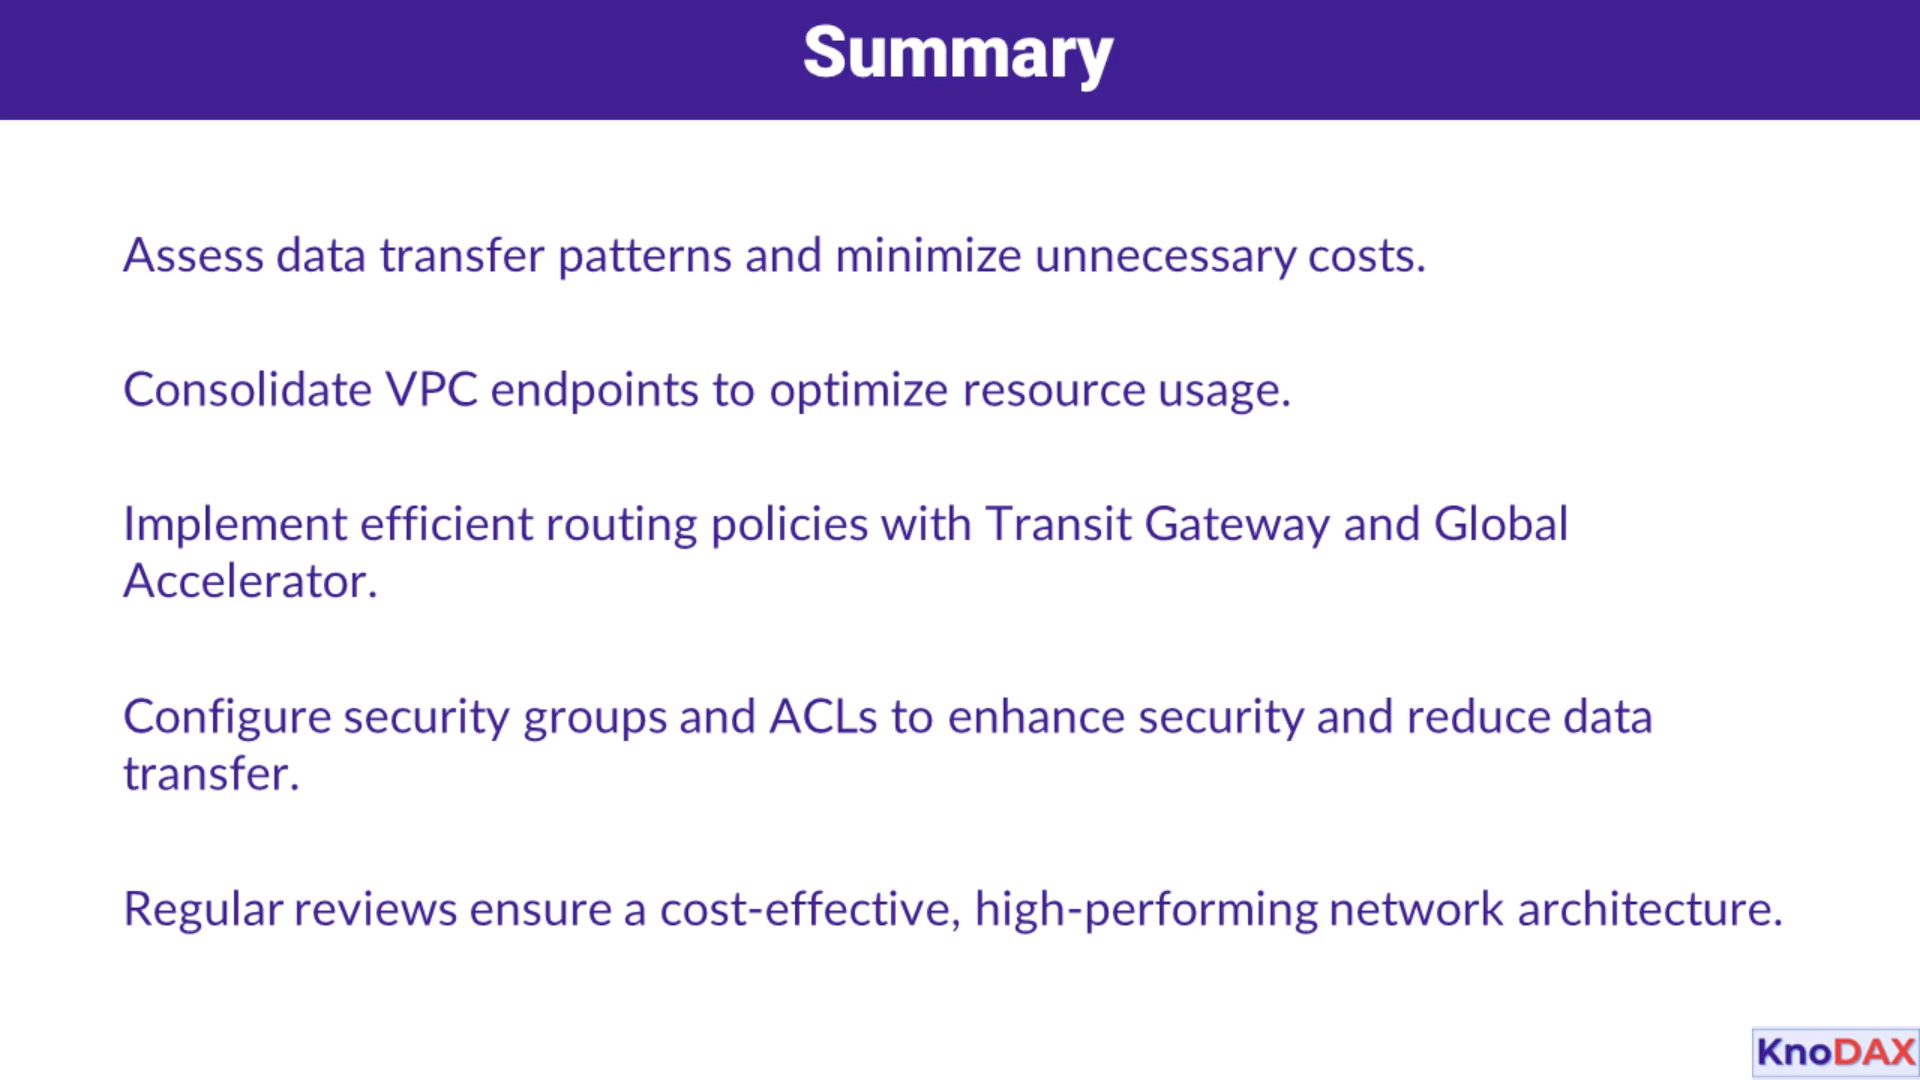 Summary
Assess data transfer patterns and minimize unnecessary costs.
Consolidate VPC endpoints to optimize resource usage.
Implement efficient routing policies with Transit Gateway and Global
Accelerator.
Configure security groups and ACLs to enhance security and reduce data
transfer.
Regular reviews ensure a cost-effective, high-performing network architecture.
KnoDAX